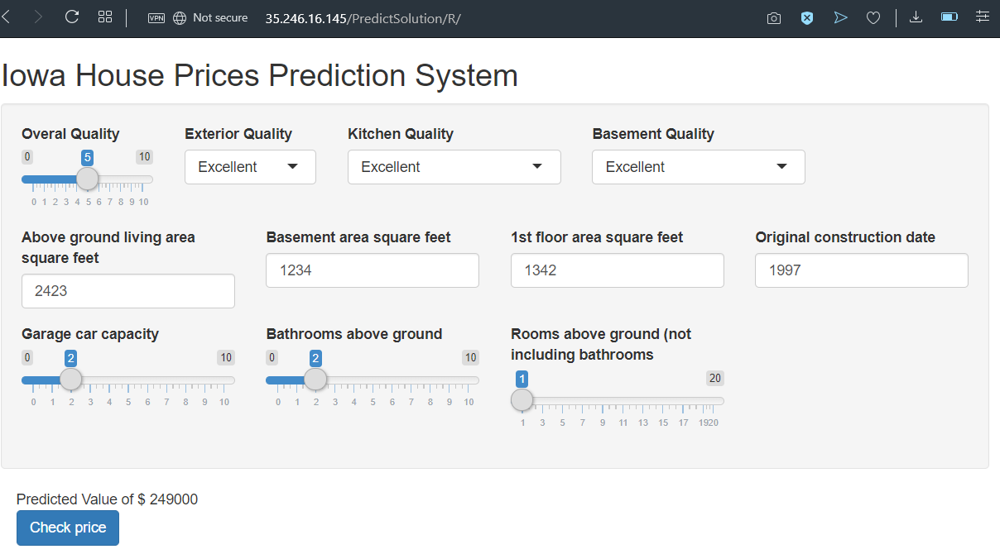 VPN Not secure 35.246.16.145/PredictSolution/R/
Iowa House Prices Prediction System
Overal Quality Exterior Quality Kitchen Quality Basement Quality
0 5 10
Excellent Excellent Excellent
0 1 2 3 4 5 6 7 8 9 10
Above ground living area
square feet
2423
Basement area square feet
1234
1st floor area square feet
1342
Original construction date
1997
Garage car capacity
0 2 10
0 1 2 3 4 5 6 7 8 9 10
Bathrooms above ground
0 2 10
0 1 2 3 4 5 6 7 8 9 10
Rooms above ground (not
including bathrooms
1 20
1 3 5 7 9 11 13 15 17 1920
Predicted Value of $ 249000
Check price